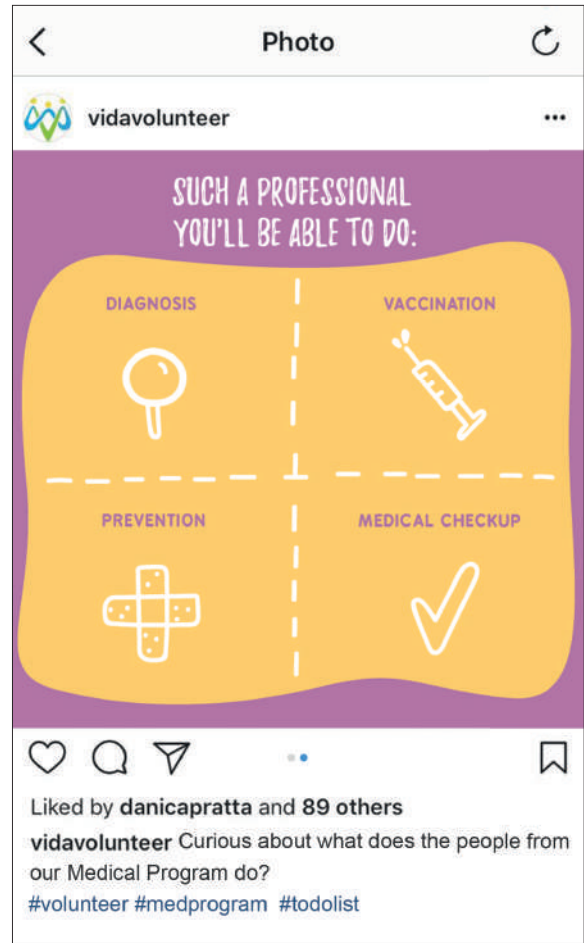 Photo
vidavolunteer
SUCH A PROFESSIONAL
YOU'LL BE ABLE TO DO:
DIAGNOSIS
VACCINATION
PREVENTION
MEDICAL CHECKUP
Liked by danicapratta and 89 others
vidavolunteer Curious about what does the people from
our Medical Program do?
#volunteer #medprogram #todolist